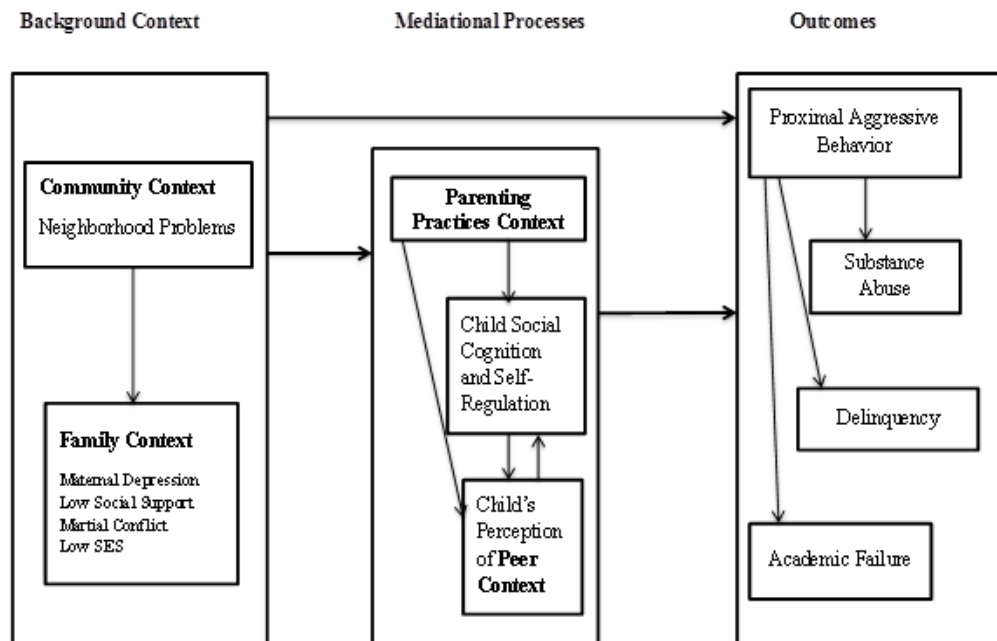 Background Context
Mediational Processes
Outcomes
Community Context
Neighborhood Problems
Family Context
Maternal Depression
Low Social Support
Martial Conflict
Low SES
Parenting
Practices Context
Child Social
Cognition
and Self-
Regulation
Child's
Perception
of Peer
Context
Proximal Aggressive
Behavior
Substance
Abuse
Delinquency
Academic Failure